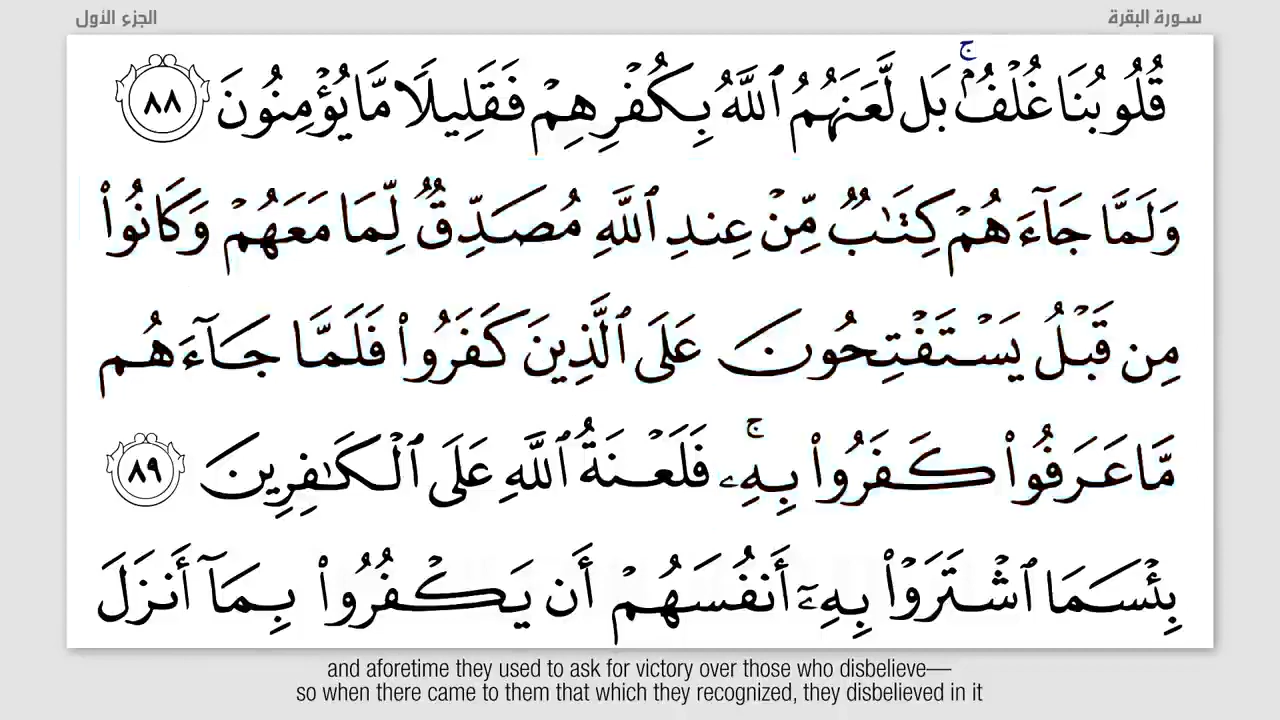 سورة البقرة
الجزء الأول
قُلُوبُنَا غُلْفٌۢ ۚ بَل لَّعَنَهُمُ ٱللَّهُ بِكُفْرِهِمْ فَقَلِيلًا مَّا يُؤْمِنُونَ ٨٨
وَلَمَّا جَآءَهُمْ كِتَٰبٌ مِّنْ عِندِ ٱللَّهِ مُصَدِّقٌ لِّمَا مَعَهُمْ وَكَانُوا۟
مِن قَبْلُ يَسْتَفْتِحُونَ عَلَى ٱلَّذِينَ كَفَرُوا۟ فَلَمَّا جَآءَهُم
مَّا عَرَفُوا۟ كَفَرُوا۟ بِهِۦ ۚ فَلَعْنَةُ ٱللَّهِ عَلَى ٱلْكَٰفِرِينَ ٨٩
بِئْسَمَا ٱشْتَرَوْا۟ بِهِۦٓ أَنفُسَهُمْ أَن يَكْفُرُوا۟ بِمَآ أَنزَلَ
and aforetime they used to ask for victory over those who disbelieve—
so when there came to them that which they recognized, they disbelieved in it